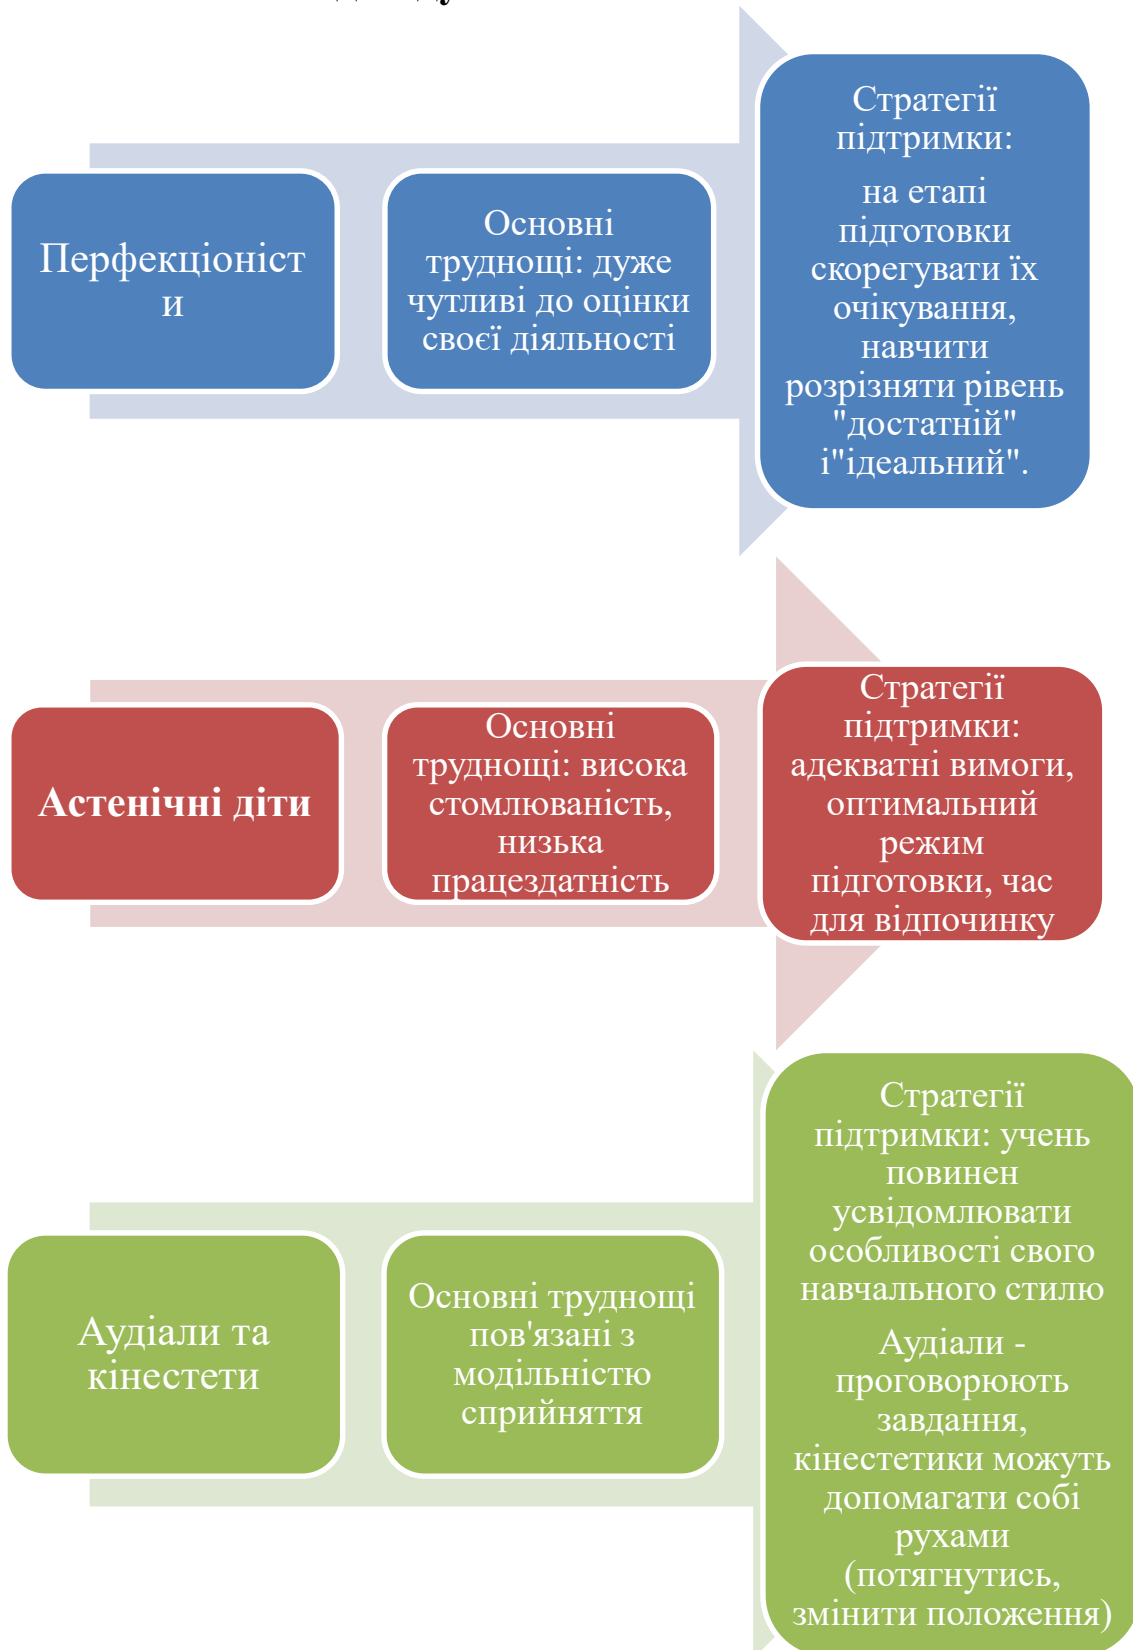 Перфекціоніст
и
Основні
труднощі: дуже
чутливі до оцінки
своєї діяльності
Стратегії
підтримки:
на етапі
підготовки
скорегувати їх
очікування,
навчити
розрізняти рівень
"достатній"
і"ідеальний".
Астенічні діти
Основні
труднощі: висока
стомлюваність,
низька
працездатність
Стратегії
підтримки:
адекватні вимоги,
оптимальний
режим
підготовки, час
для відпочинку
Аудіали та
кінестети
Основні труднощі
пов'язані з
модільністю
сприйняття
Стратегії
підтримки: учень
повинен
усвідомлювати
особливості свого
навчального стилю
Аудіали -
проговорюють
завдання,
кінестетики можуть
допомагати собі
рухами
(потягнутись,
змінити положення)